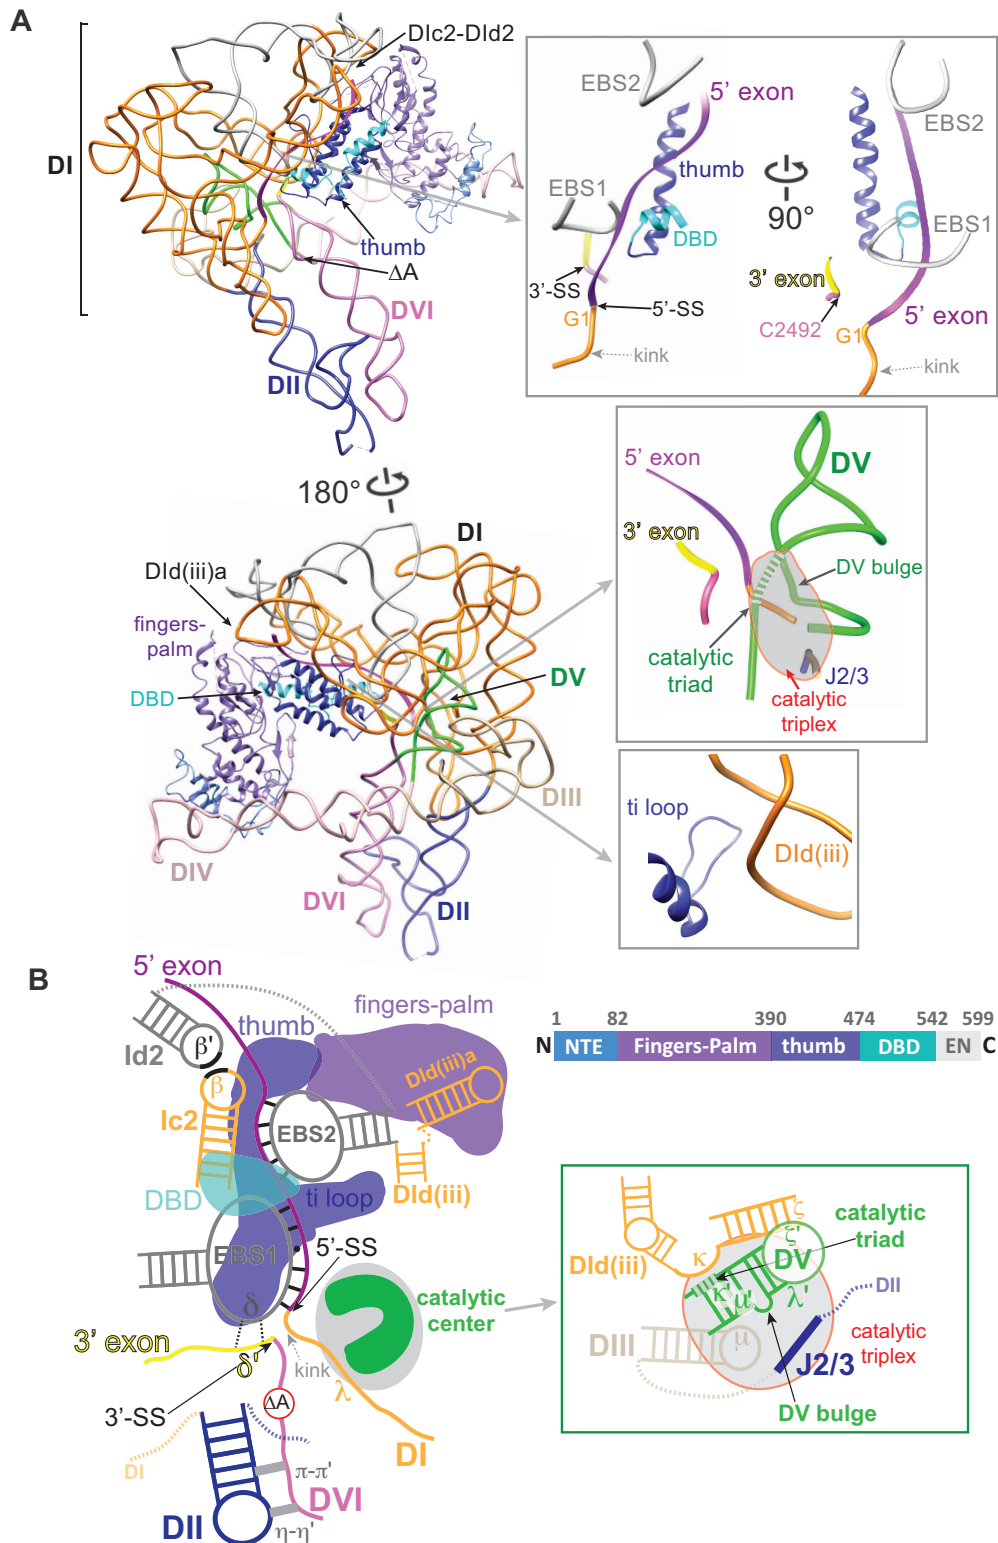 A
DIc2-DId2
DI
thumb
ΔA
DVI
DII
EBS2
5’ exon
thumb
EBS1
DBD
3’-SS
5’-SS
G1
kink
90°
EBS2
EBS1
3’ exon
C2492
5’ exon
G1
kink
180°
DI
DId(iii)a
fingers-
palm
DBD
DV
DIII
DIV
DVI
DII
5’ exon
DV
3’ exon
DV bulge
catalytic
triad
J2/3
catalytic
triplex
ti loop
DId(iii)
B
5’ exon
fingers-palm
thumb
Id2
β'
β
Ic2
DId(iii)a
EBS2
DBD
ti loop
DId(iii)
EBS1
5’-SS
δ
catalytic
center
3’ exon
δ'
kink
λ
3’-SS
ΔA
DI
DI
π-π'
DVI
DII
η-η'
1 82 390 474 542 599
N NTE Fingers-Palm thumb DBD EN C
ζ
catalytic
triad
ζ'
DId(iii)
κ
DV
κ'
μ'
λ'
DII
DIII
μ
catalytic
triplex
J2/3
DV bulge